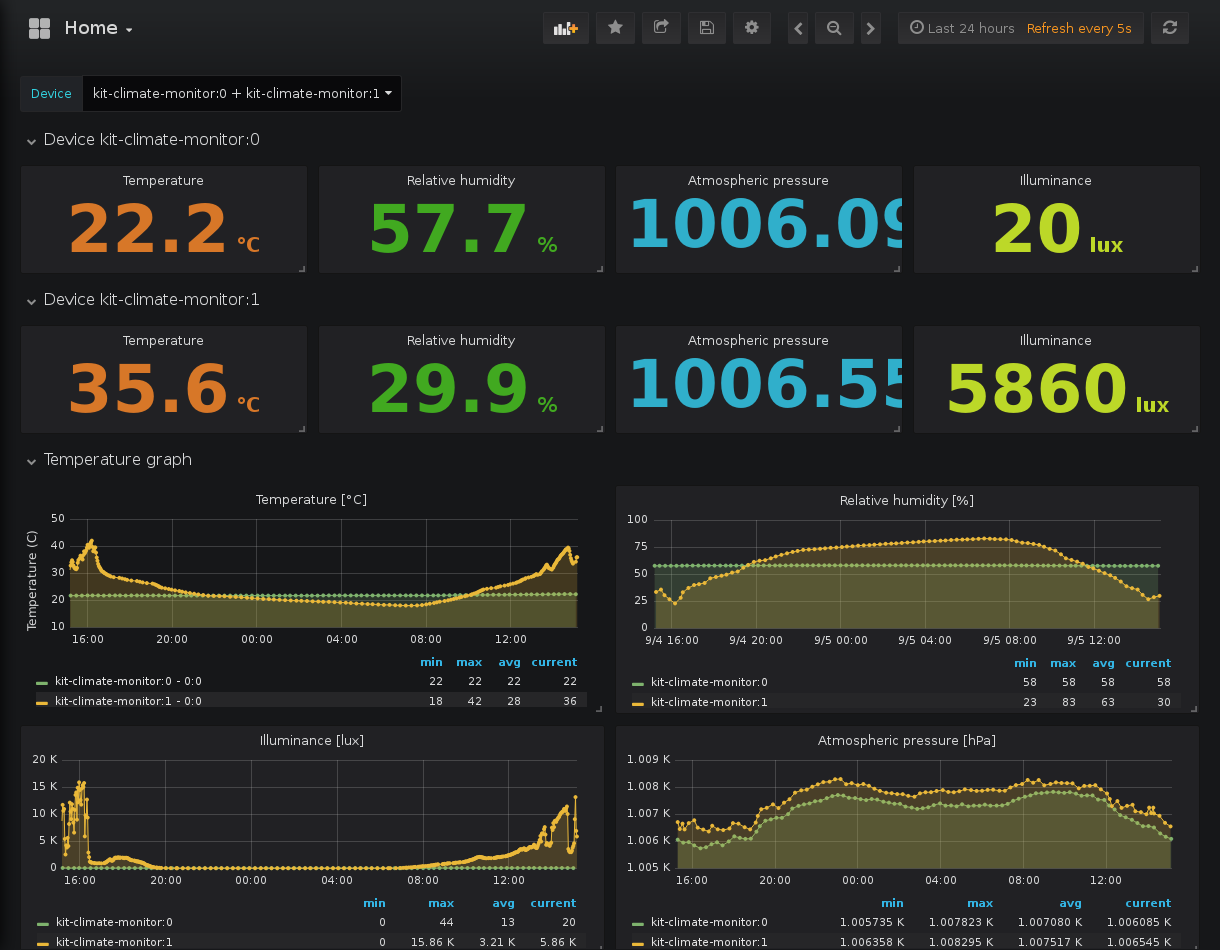 Home
Last 24 hours Refresh every 5s
Device kit-climate-monitor:0 + kit-climate-monitor:1
Device kit-climate-monitor:0
Temperature Relative humidity Atmospheric pressure Illuminance
22.2 °C 57.7 % 1006.09 20 lux
Device kit-climate-monitor:1
Temperature Relative humidity Atmospheric pressure Illuminance
35.6 °C 29.9 % 1006.55 5860 lux
Temperature graph
Temperature [°C]
Temperature (C)
50
40
30
20
10
16:00 20:00 00:00 04:00 08:00 12:00
min max avg current
kit-climate-monitor:0 - 0:0 22 22 22 22
kit-climate-monitor:1 - 0:0 18 42 28 36
Relative humidity [%]
100
75
50
25
0
9/4 16:00 9/4 20:00 9/5 00:00 9/5 04:00 9/5 08:00 9/5 12:00
min max avg current
kit-climate-monitor:0 58 58 58 58
kit-climate-monitor:1 23 83 63 30
Illuminance [lux]
20 K
15 K
10 K
5 K
0
16:00 20:00 00:00 04:00 08:00 12:00
min max avg current
kit-climate-monitor:0 0 44 13 20
kit-climate-monitor:1 0 15.86 K 3.21 K 5.86 K
Atmospheric pressure [hPa]
1.009 K
1.008 K
1.007 K
1.006 K
1.005 K
16:00 20:00 00:00 04:00 08:00 12:00
min max avg current
kit-climate-monitor:0 1.005735 K 1.007823 K 1.007080 K 1.006085 K
kit-climate-monitor:1 1.006358 K 1.008295 K 1.007517 K 1.006545 K